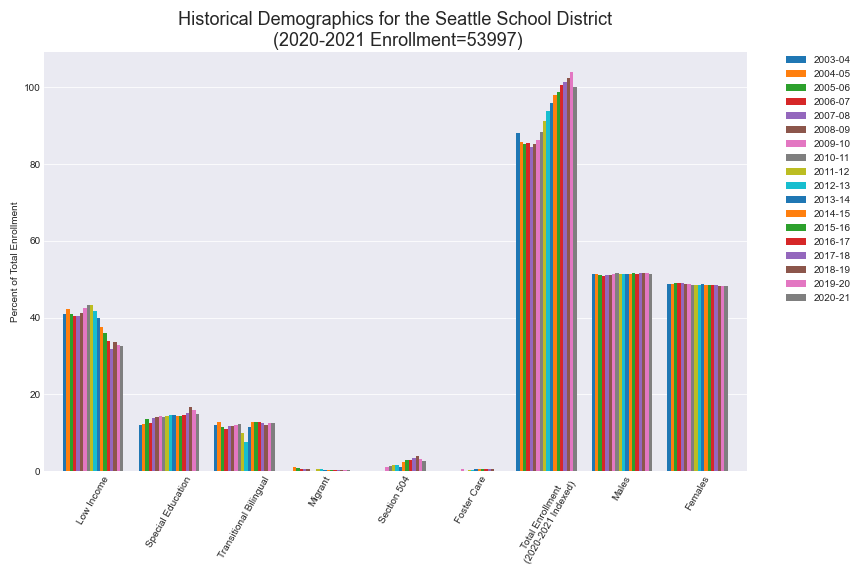 Historical Demographics for the Seattle School District
(2020-2021 Enrollment=53997)
Percent of Total Enrollment
100
80
60
40
20
0
Low Income
Special Education
Transitional Bilingual
Migrant
Section 504
Foster Care
Total Enrollment
(2020-2021 Indexed)
Males
Females
2003-04
2004-05
2005-06
2006-07
2007-08
2008-09
2009-10
2010-11
2011-12
2012-13
2013-14
2014-15
2015-16
2016-17
2017-18
2018-19
2019-20
2020-21